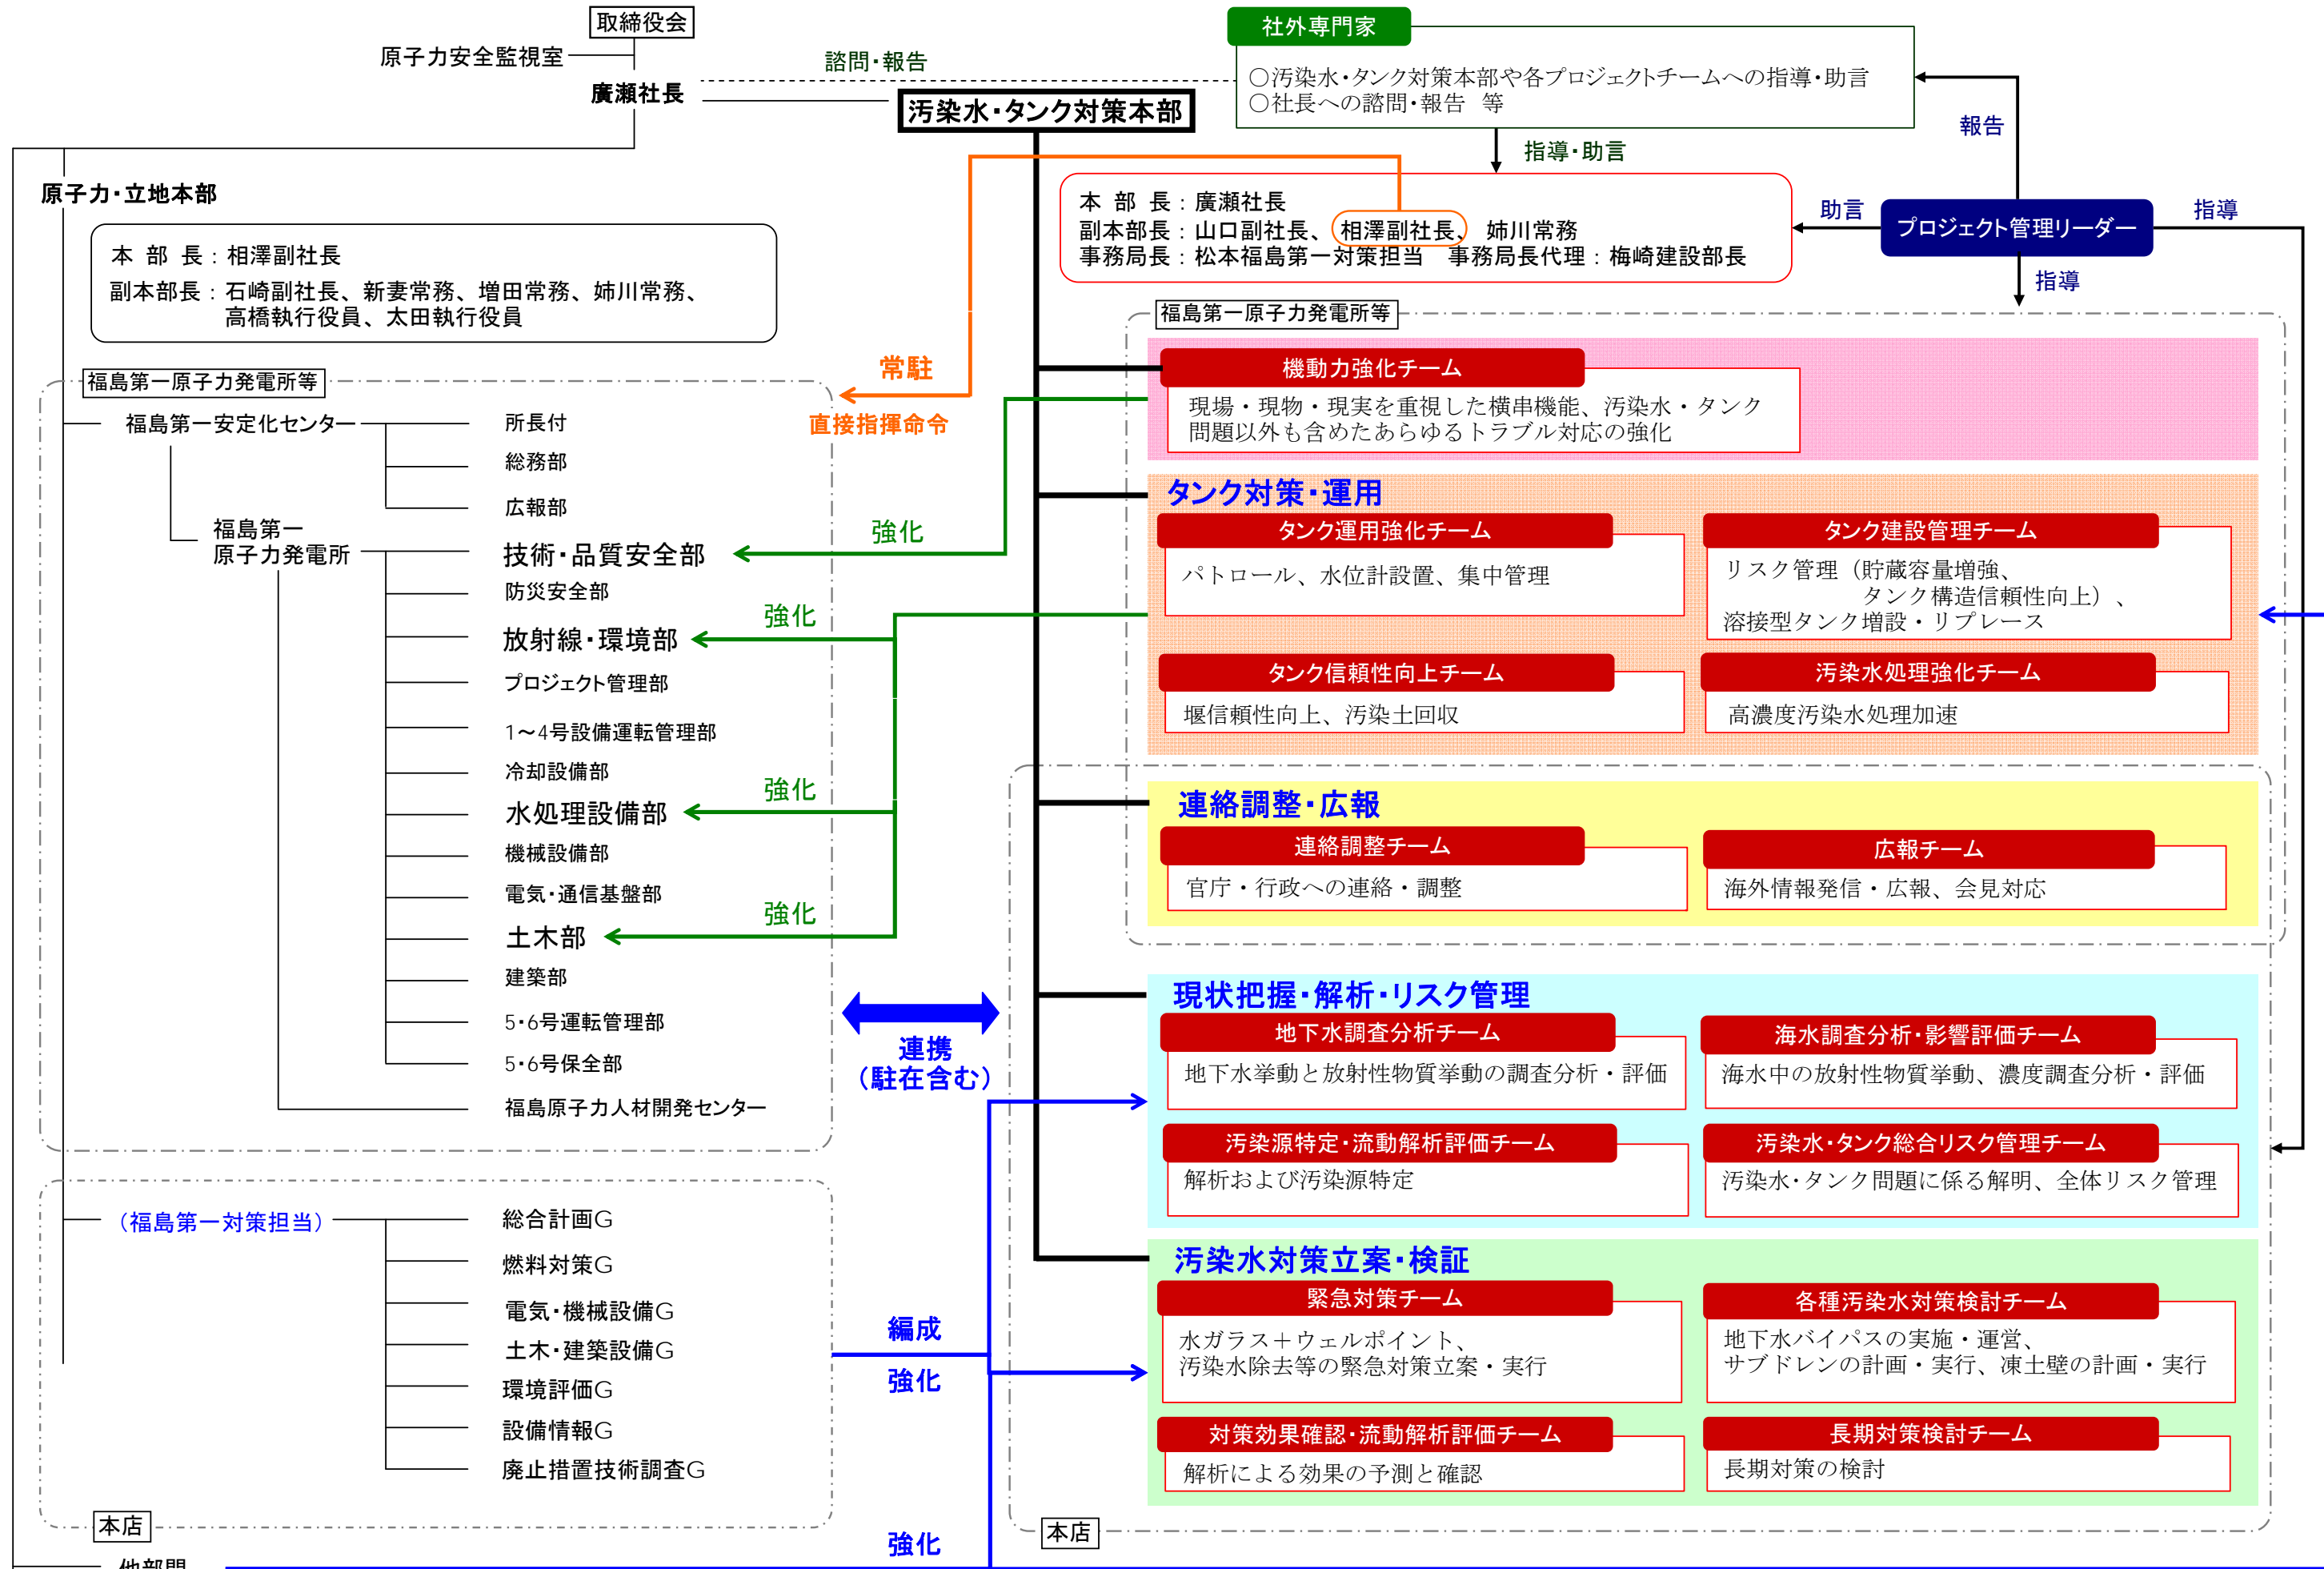 取締役会
原子力安全監視室
廣瀬社長
諮問・報告
汚染水・タンク対策本部
社外専門家
○汚染水・タンク対策本部や各プロジェクトチームへの指導・助言
○社長への諮問・報告 等
報告
指導・助言
本 部 長：廣瀬社長
副本部長：山口副社長、 相澤副社長、 姉川常務
事務局長：松本福島第一対策担当 事務局長代理：梅崎建設部長
助言
プロジェクト管理リーダー
指導
指導
原子力・立地本部
本 部 長：相澤副社長
副本部長：石崎副社長、新妻常務、増田常務、姉川常務、
高橋執行役員、太田執行役員
常駐
直接指揮命令
福島第一原子力発電所等
福島第一安定化センター
所長付
総務部
広報部
福島第一
原子力発電所
技術・品質安全部
防災安全部
放射線・環境部
プロジェクト管理部
1～4号設備運転管理部
冷却設備部
水処理設備部
機械設備部
電気・通信基盤部
土木部
建築部
5・6号運転管理部
5・6号保全部
福島原子力人材開発センター
強化
強化
強化
強化
連携
（駐在含む）
（福島第一対策担当）
総合計画G
燃料対策G
電気・機械設備G
土木・建築設備G
環境評価G
設備情報G
廃止措置技術調査G
本店
編成
強化
強化
他部門
福島第一原子力発電所等
機動力強化チーム
現場・現物・現実を重視した横串機能、汚染水・タンク
問題以外も含めたあらゆるトラブル対応の強化
タンク対策・運用
タンク運用強化チーム
パトロール、水位計設置、集中管理
タンク建設管理チーム
リスク管理（貯蔵容量増強、
タンク構造信頼性向上）、
溶接型タンク増設・リプレース
タンク信頼性向上チーム
堰信頼性向上、汚染土回収
汚染水処理強化チーム
高濃度汚染水処理加速
連絡調整・広報
連絡調整チーム
官庁・行政への連絡・調整
広報チーム
海外情報発信・広報、会見対応
現状把握・解析・リスク管理
地下水調査分析チーム
地下水挙動と放射性物質挙動の調査分析・評価
海水調査分析・影響評価チーム
海水中の放射性物質挙動、濃度調査分析・評価
汚染源特定・流動解析評価チーム
解析および汚染源特定
汚染水・タンク総合リスク管理チーム
汚染水・タンク問題に係る解明、全体リスク管理
汚染水対策立案・検証
緊急対策チーム
水ガラス＋ウェルポイント、
汚染水除去等の緊急対策立案・実行
各種汚染水対策検討チーム
地下水バイパスの実施・運営、
サブドレンの計画・実行、凍土壁の計画・実行
対策効果確認・流動解析評価チーム
解析による効果の予測と確認
長期対策検討チーム
長期対策の検討
本店